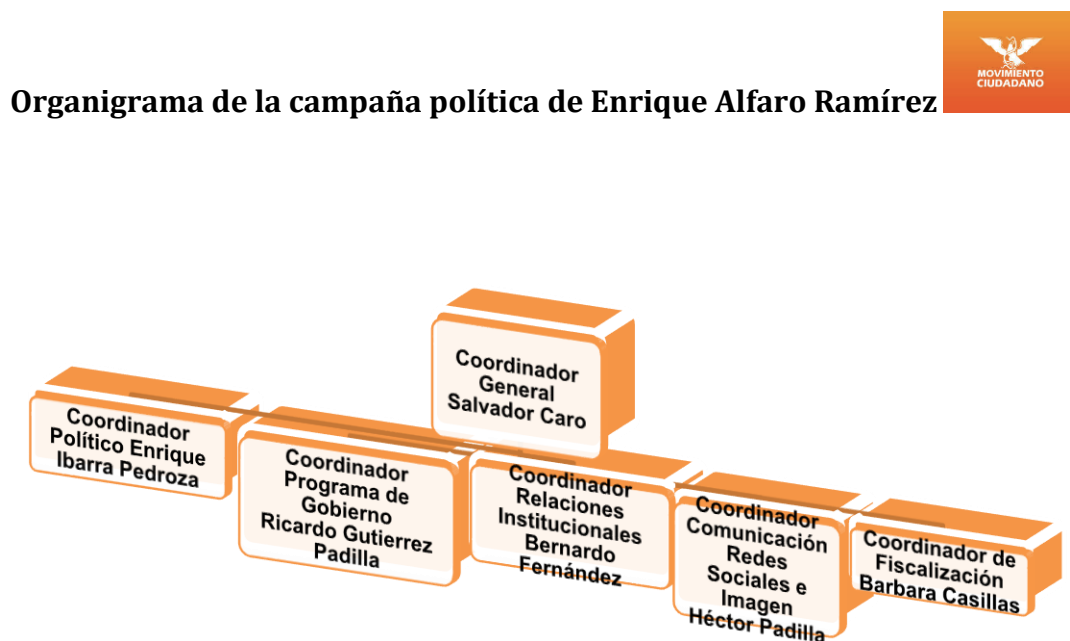 MOVIMIENTO
CIUDADANO
Organigrama de la campaña política de Enrique Alfaro Ramírez
Coordinador
General
Salvador Caro
Coordinador
Político Enrique
Ibarra Pedroza
Coordinador
Programa de
Gobierno
Ricardo Gutierrez
Padilla
Coordinador
Relaciones
Institucionales
Bernardo
Fernández
Coordinador
Comunicación
Redes
Sociales e
Imagen
Héctor Padilla
Coordinador de
Fiscalización
Barbara Casillas